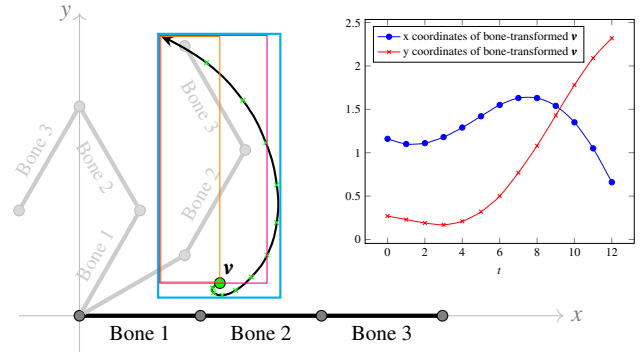 y
Bone 3
Bone 2
Bone 1
Bone 3
Bone 2
v
x
Bone 1
Bone 2
Bone 3
x coordinates of bone-transformed v
y coordinates of bone-transformed v
2.5
2
1.5
1
0.5
0
0 2 4 6 8 10 12
t